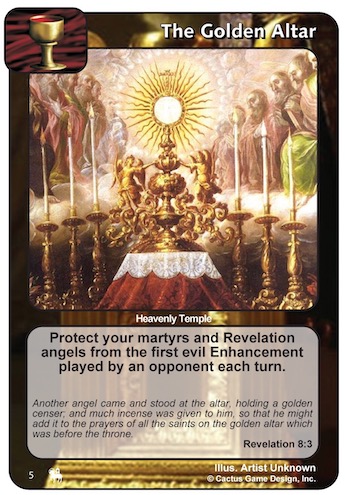 The Golden Altar
Heavenly Temple
Protect your martyrs and Revelation
angels from the first evil Enhancement
played by an opponent each turn.
Another angel came and stood at the altar, holding a golden
censer; and much incense was given to him, so that he might
add it to the prayers of all the saints on the golden altar which
was before the throne.
Revelation 8:3
5
Illus. Artist Unknown
© Cactus Game Design, Inc.